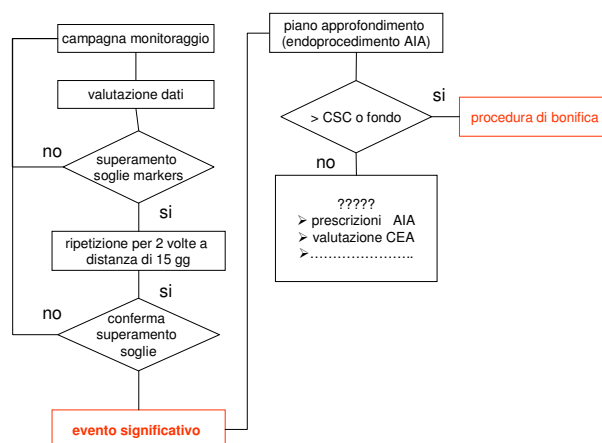 campagna monitoraggio
valutazione dati
no
superamento
soglie markers
si
ripetizione per 2 volte a
distanza di 15 gg
si
no
conferma
superamento
soglie
evento significativo
piano approfondimento
(endoprocedimento AIA)
si
> CSC o fondo
procedura di bonifica
no
?????
➢ prescrizioni AIA
➢ valutazione CEA
➢ …………………..